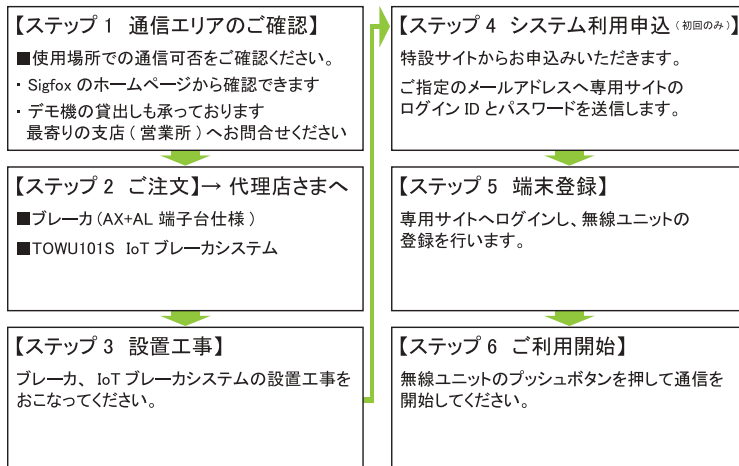 【ステップ 1 通信エリアのご確認】
■使用場所での通信可否をご確認ください。
・Sigfox のホームページから確認できます
・デモ機の貸出しも承っております
最寄りの支店(営業所)へお問合せください
【ステップ 2 ご注文】→ 代理店さまへ
■ブレーカ(AX+AL 端子台仕様)
■TOWU101S IoT ブレーカシステム
【ステップ 3 設置工事】
ブレーカ、 IoT ブレーカシステムの設置工事を
おこなってください。
【ステップ 4 システム利用申込(初回のみ)】
特設サイトからお申込みいただきます。
ご指定のメールアドレスへ専用サイトの
ログイン ID とパスワードを送信します。
【ステップ 5 端末登録】
専用サイトへログインし、無線ユニットの
登録を行います。
【ステップ 6 ご利用開始】
無線ユニットのプッシュボタンを押して通信を
開始してください。